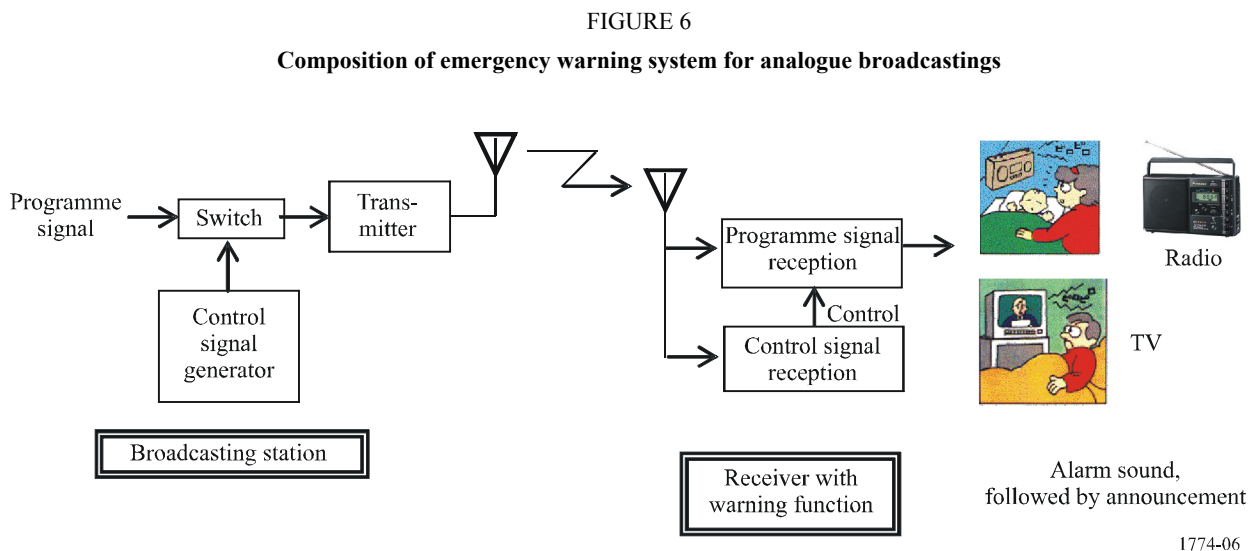 FIGURE 6
Composition of emergency warning system for analogue broadcastings
Programme
signal
Switch
Trans-
mitter
Control
signal
generator
Broadcasting station
Programme signal
reception
Control
Control signal
reception
Receiver with
warning function
Radio
TV
Alarm sound,
followed by announcement
1774-06